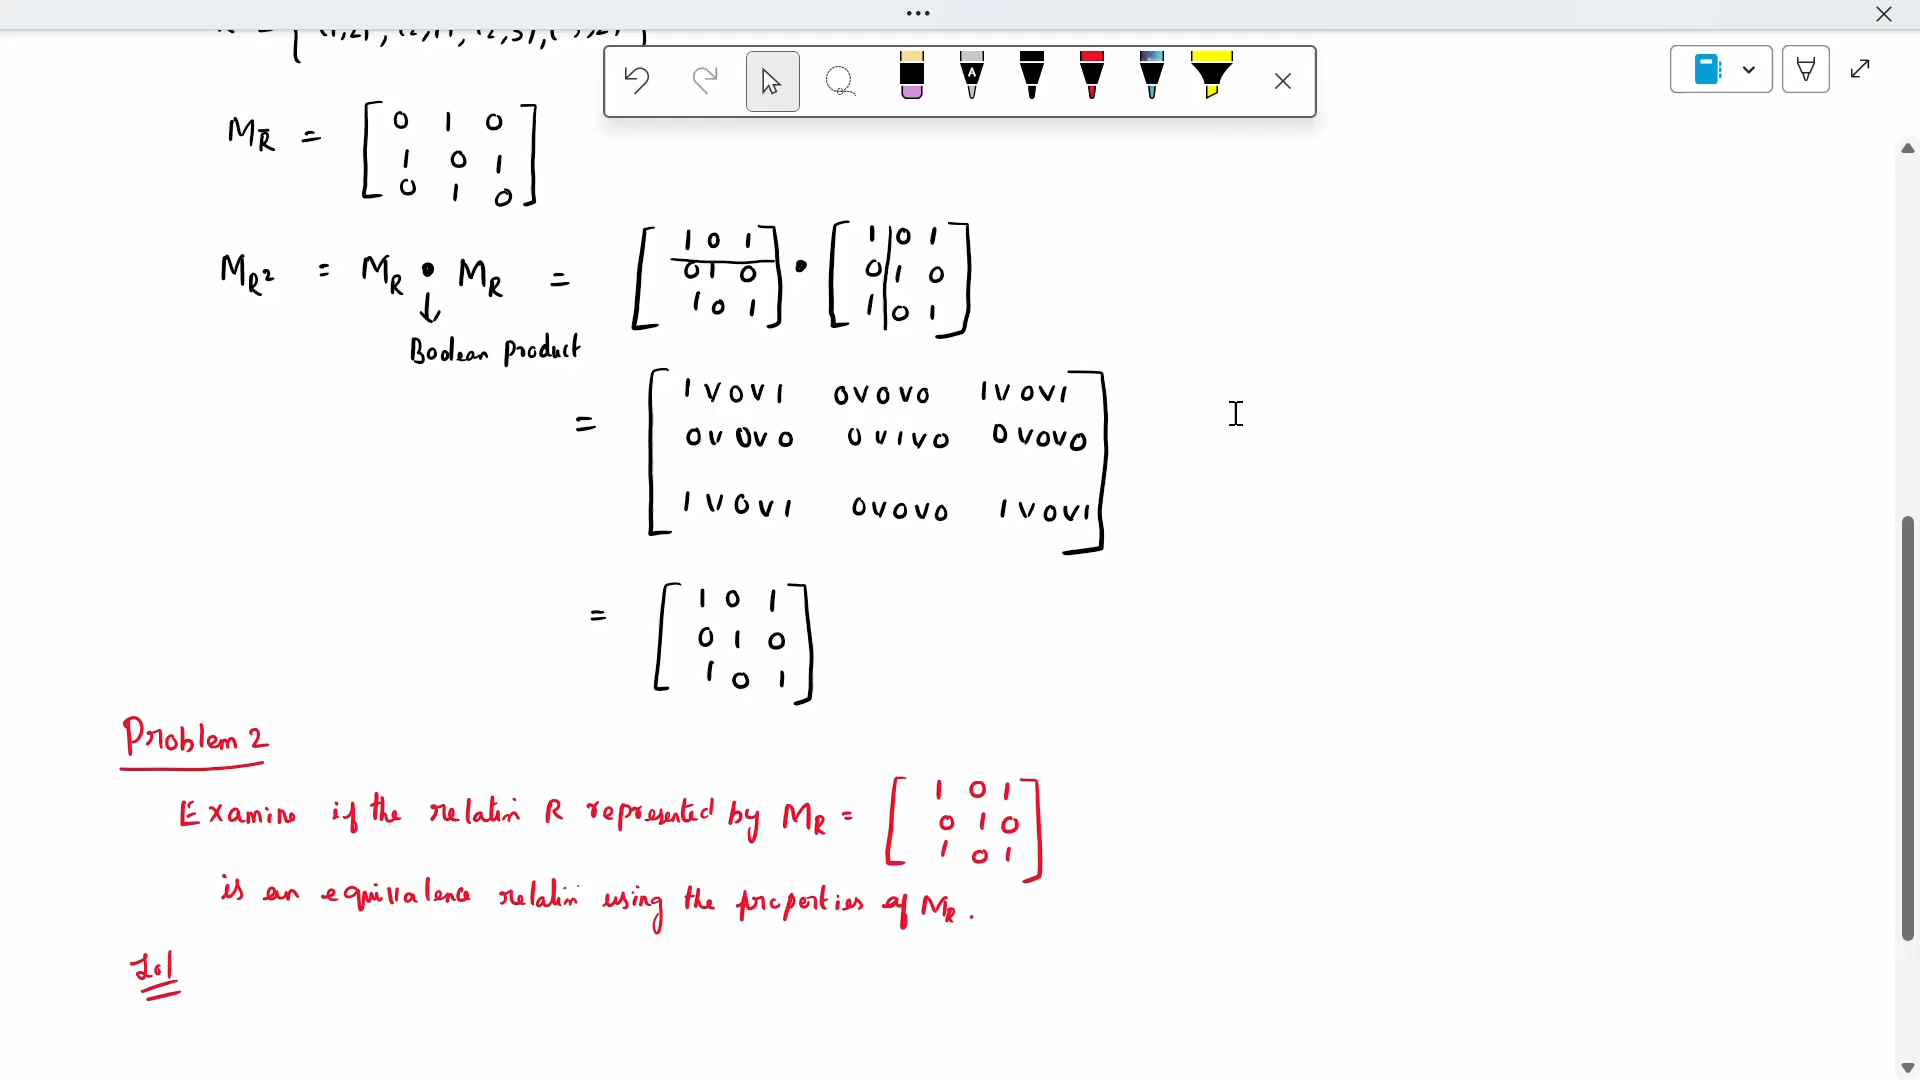 M_R̄ = [ 0 1 0
1 0 1
0 1 0 ]
M_R² = M_R • M_R = [ 1 0 1 ; 0 1 0 ; 1 0 1 ] • [ 1 0 1 ; 0 1 0 ; 1 0 1 ]
↓
Boolean product
= [ 1 ∨ 0 ∨ 1 0 ∨ 0 ∨ 0 1 ∨ 0 ∨ 1
0 ∨ 0 ∨ 0 0 ∨ 1 ∨ 0 0 ∨ 0 ∨ 0
1 ∨ 0 ∨ 1 0 ∨ 0 ∨ 0 1 ∨ 0 ∨ 1 ]
= [ 1 0 1
0 1 0
1 0 1 ]
Problem 2
Examine if the relation R represented by M_R = [ 1 0 1 ; 0 1 0 ; 1 0 1 ]
is an equivalence relation using the properties of M_R.
Sol